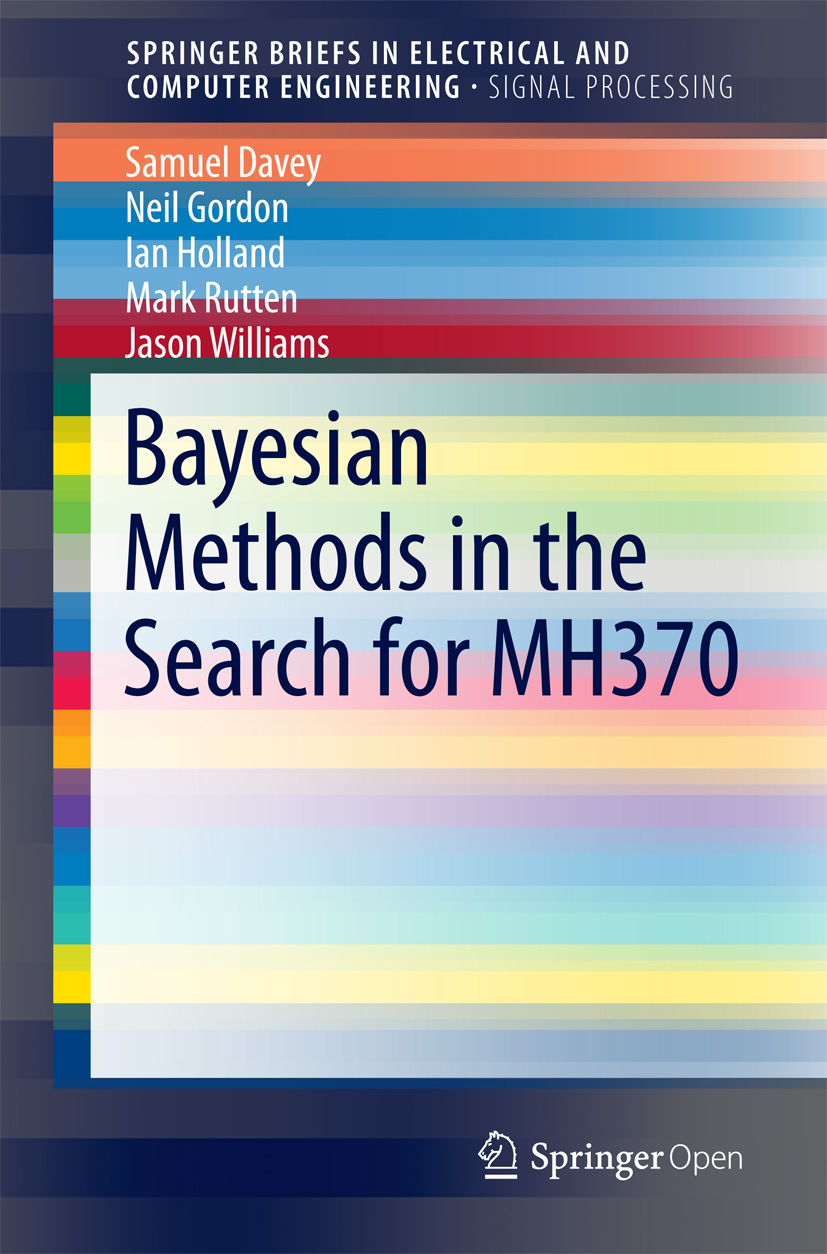 SPRINGER BRIEFS IN ELECTRICAL AND
COMPUTER ENGINEERING · SIGNAL PROCESSING
Samuel Davey
Neil Gordon
Ian Holland
Mark Rutten
Jason Williams
Bayesian
Methods in the
Search for MH370
Springer Open